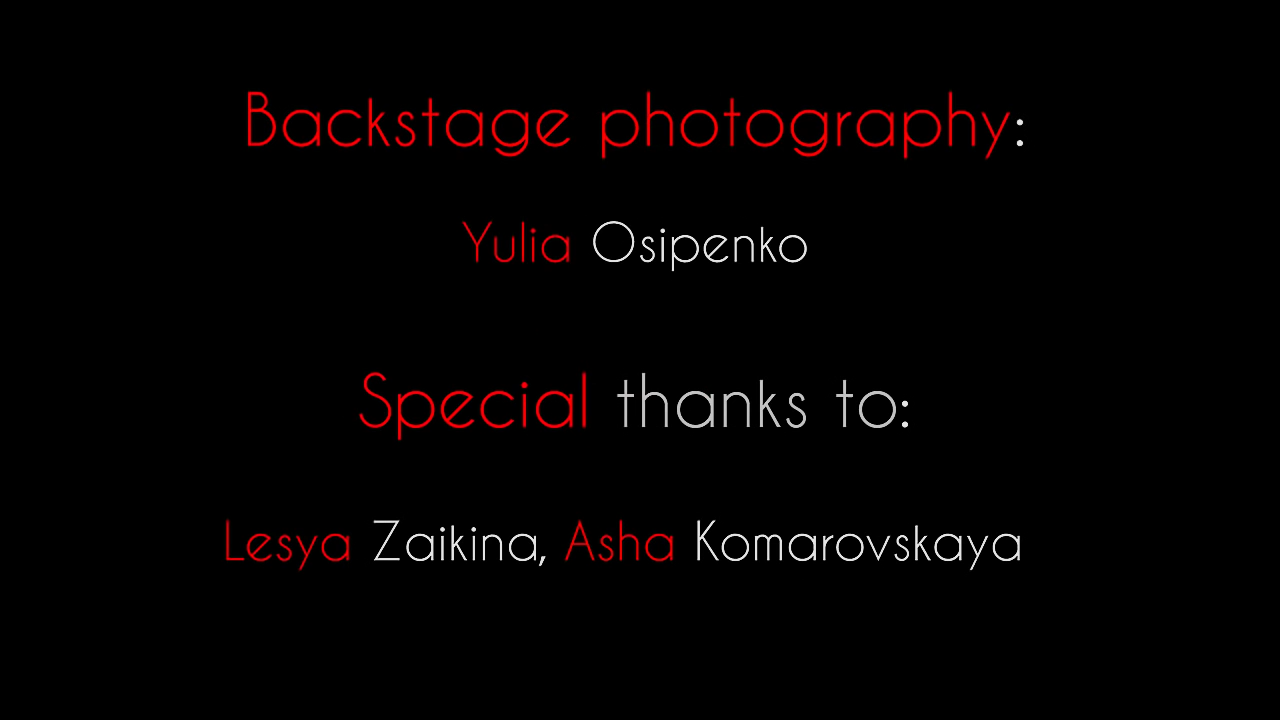 Backstage photography:
Yulia Osipenko
Special thanks to:
Lesya Zaikina, Asha Komarovskaya